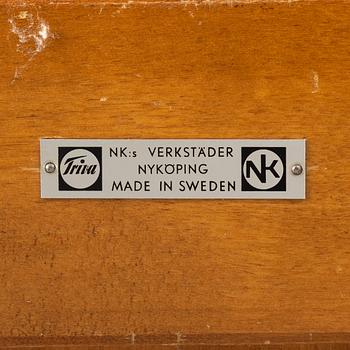 Triva
NK:s VERKSTÄDER
NYKÖPING
MADE IN SWEDEN
NK